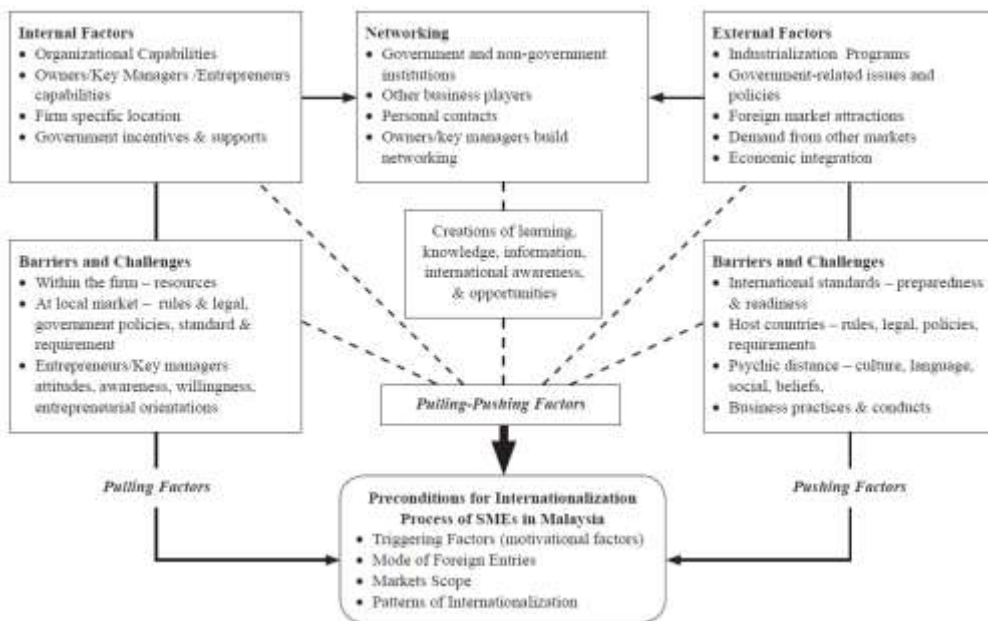 Internal Factors
• Organizational Capabilities
• Owners/Key Managers /Entrepreneurs
capabilities
• Firm specific location
• Government incentives & supports
Networking
• Government and non-government
institutions
• Other business players
• Personal contacts
• Owners/key managers build
networking
External Factors
• Industrialization Programs
• Government-related issues and
policies
• Foreign market attractions
• Demand from other markets
• Economic integration
Creations of learning,
knowledge, information,
international awareness,
& opportunities
Barriers and Challenges
• Within the firm – resources
• At local market – rules & legal,
government policies, standard &
requirement
• Entrepreneurs/Key managers
attitudes, awareness, willingness,
entrepreneurial orientations
Barriers and Challenges
• International standards – preparedness
& readiness
• Host countries – rules, legal, policies,
requirements
• Psychic distance – culture, language,
social, beliefs,
• Business practices & conducts
Pulling-Pushing Factors
Pulling Factors
Pushing Factors
Preconditions for Internationalization
Process of SMEs in Malaysia
• Triggering Factors (motivational factors)
• Mode of Foreign Entries
• Markets Scope
• Patterns of Internationalization